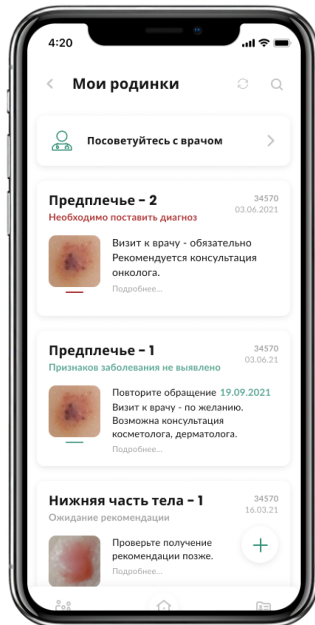 4:20
Мои родинки
Посоветуйтесь с врачом
Предплечье - 2
34570
Необходимо поставить диагноз
03.06.2021
Визит к врачу - обязательно
Рекомендуется консультация
онколога.
Подробнее...
Предплечье - 1
34570
Признаков заболевания не выявлено
03.06.21
Повторите обращение 19.09.2021
Визит к врачу - по желанию.
Возможна консультация
косметолога, дерматолога.
Подробнее...
Нижняя часть тела - 1
34570
Ожидание рекомендации
16.03.21
Проверьте получение
рекомендации позже.
Подробнее...